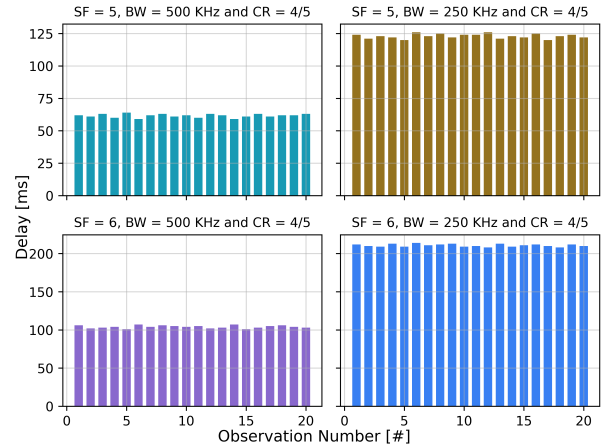 SF = 5, BW = 500 KHz and CR = 4/5
SF = 5, BW = 250 KHz and CR = 4/5
125
100
75
50
25
0
SF = 6, BW = 500 KHz and CR = 4/5
SF = 6, BW = 250 KHz and CR = 4/5
200
150
100
50
0
0 5 10 15 20
0 5 10 15 20
Delay [ms]
Observation Number [#]